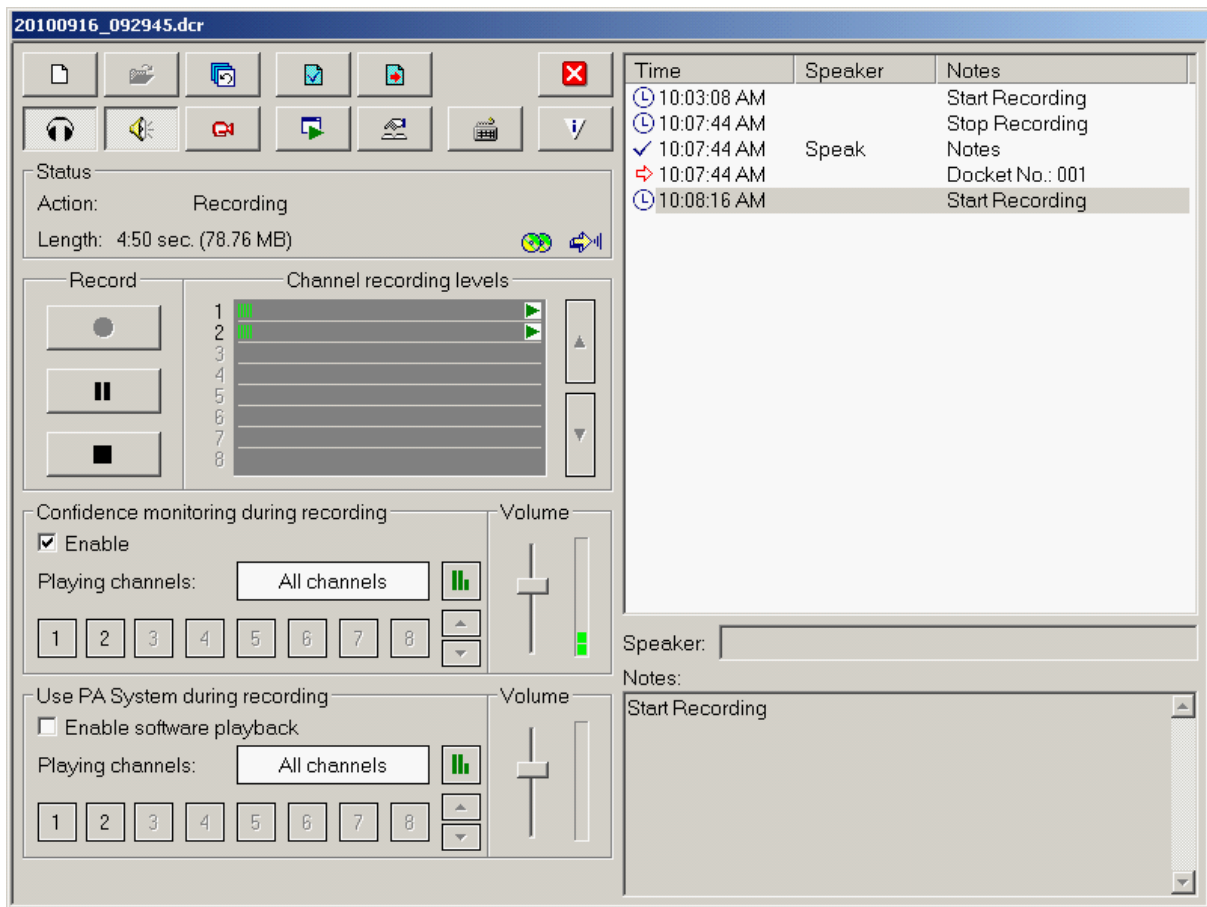 20100916_092945.dcr
Status
Action: Recording
Length: 4:50 sec. (78.76 MB)
Record
Channel recording levels
1
2
3
4
5
6
7
8
Confidence monitoring during recording
Volume
Enable
Playing channels: All channels
1 2 3 4 5 6 7 8
Use PA System during recording
Volume
Enable software playback
Playing channels: All channels
1 2 3 4 5 6 7 8
Time Speaker Notes
10:03:08 AM Start Recording
10:07:44 AM Stop Recording
10:07:44 AM Speak Notes
10:07:44 AM Docket No.: 001
10:08:16 AM Start Recording
Speaker:
Notes:
Start Recording